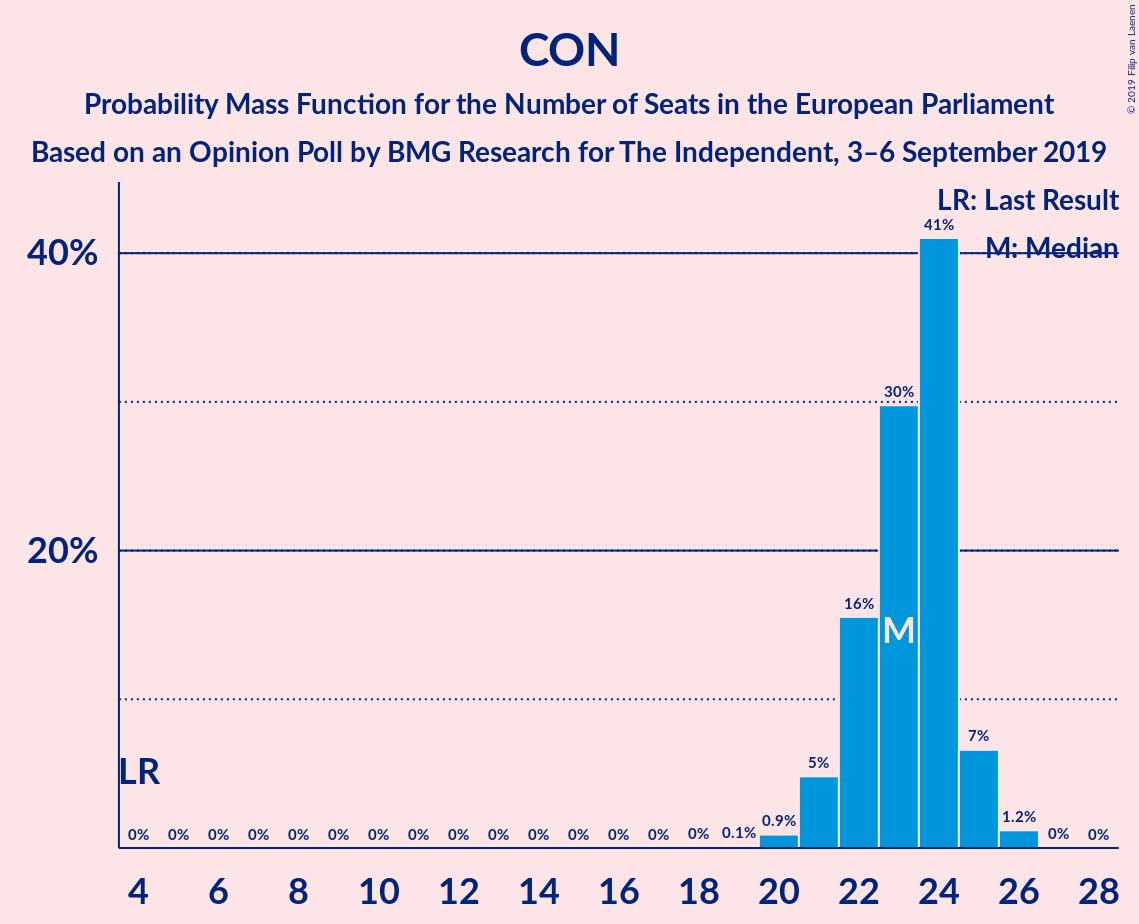 CON
Probability Mass Function for the Number of Seats in the European Parliament
Based on an Opinion Poll by BMG Research for The Independent, 3–6 September 2019
© 2019 Filip van Laenen
LR: Last Result
M: Median
40%
20%
41%
30%
16%
M
7%
5%
LR
0% 0% 0% 0% 0% 0% 0% 0% 0% 0% 0% 0% 0% 0% 0% 0.1% 0.9% 1.2% 0% 0%
4 6 8 10 12 14 16 18 20 22 24 26 28